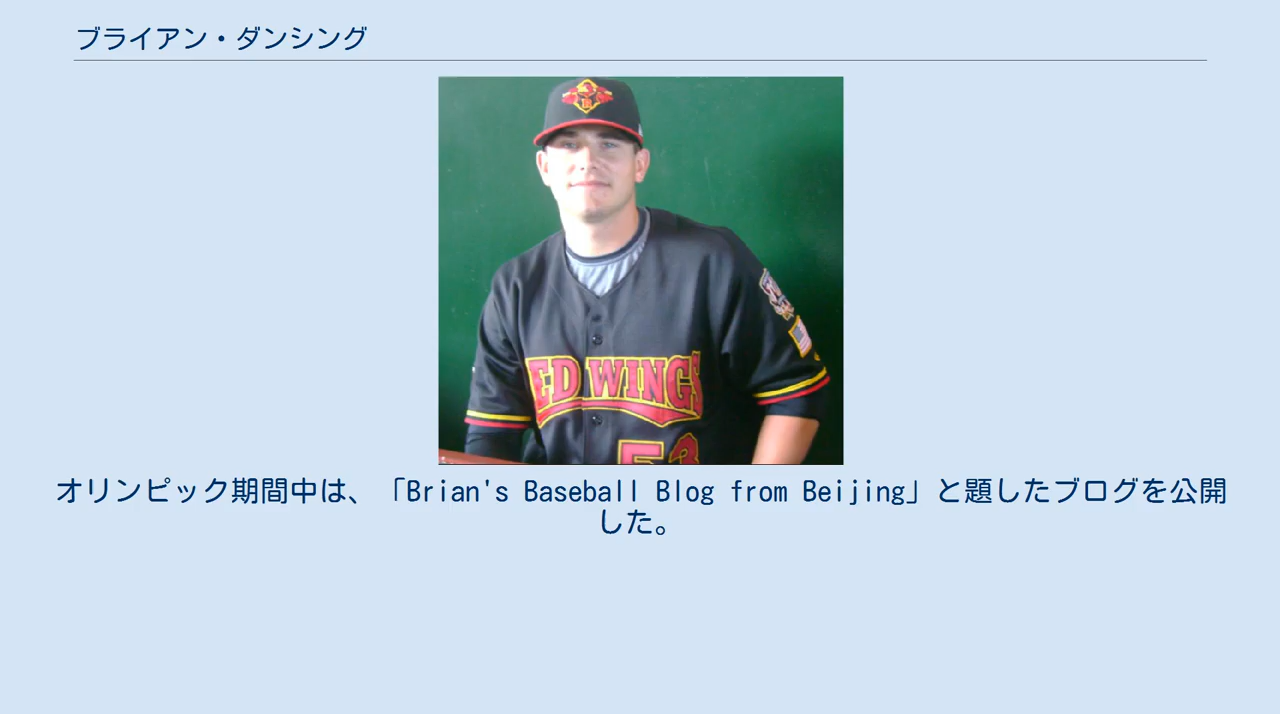 ブライアン・ダンシング
ED WINGS
53
オリンピック期間中は、「Brian's Baseball Blog from Beijing」と題したブログを公開
した。